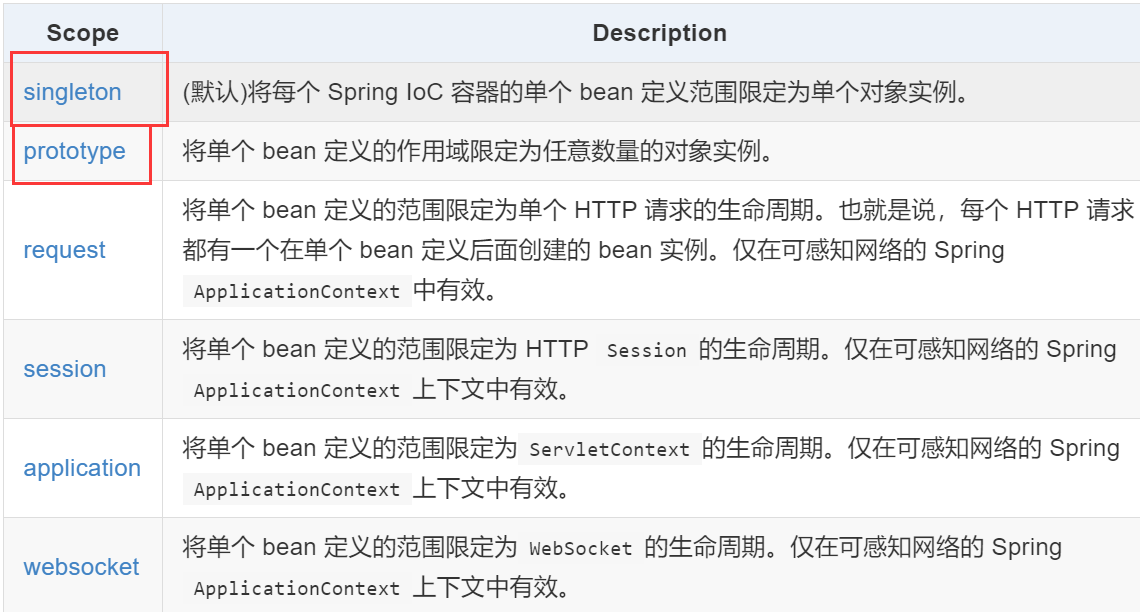 Scope Description
singleton (默认)将每个 Spring IoC 容器的单个 bean 定义范围限定为单个对象实例。
prototype 将单个 bean 定义的作用域限定为任意数量的对象实例。
将单个 bean 定义的范围限定为单个 HTTP 请求的生命周期。也就是说，每个 HTTP 请求
request 都有一个在单个 bean 定义后面创建的 bean 实例。仅在可感知网络的 Spring
ApplicationContext 中有效。
将单个 bean 定义的范围限定为 HTTP Session 的生命周期。仅在可感知网络的 Spring
session
ApplicationContext 上下文中有效。
将单个 bean 定义的范围限定为 ServletContext 的生命周期。仅在可感知网络的 Spring
application
ApplicationContext 上下文中有效。
将单个 bean 定义的范围限定为 WebSocket 的生命周期。仅在可感知网络的 Spring
websocket
ApplicationContext 上下文中有效。